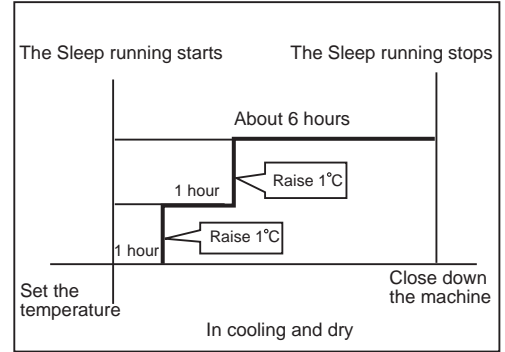 The Sleep running starts
The Sleep running stops
About 6 hours
Raise 1°C
1 hour
Raise 1°C
1 hour
Set the
temperature
Close down
the machine
In cooling and dry